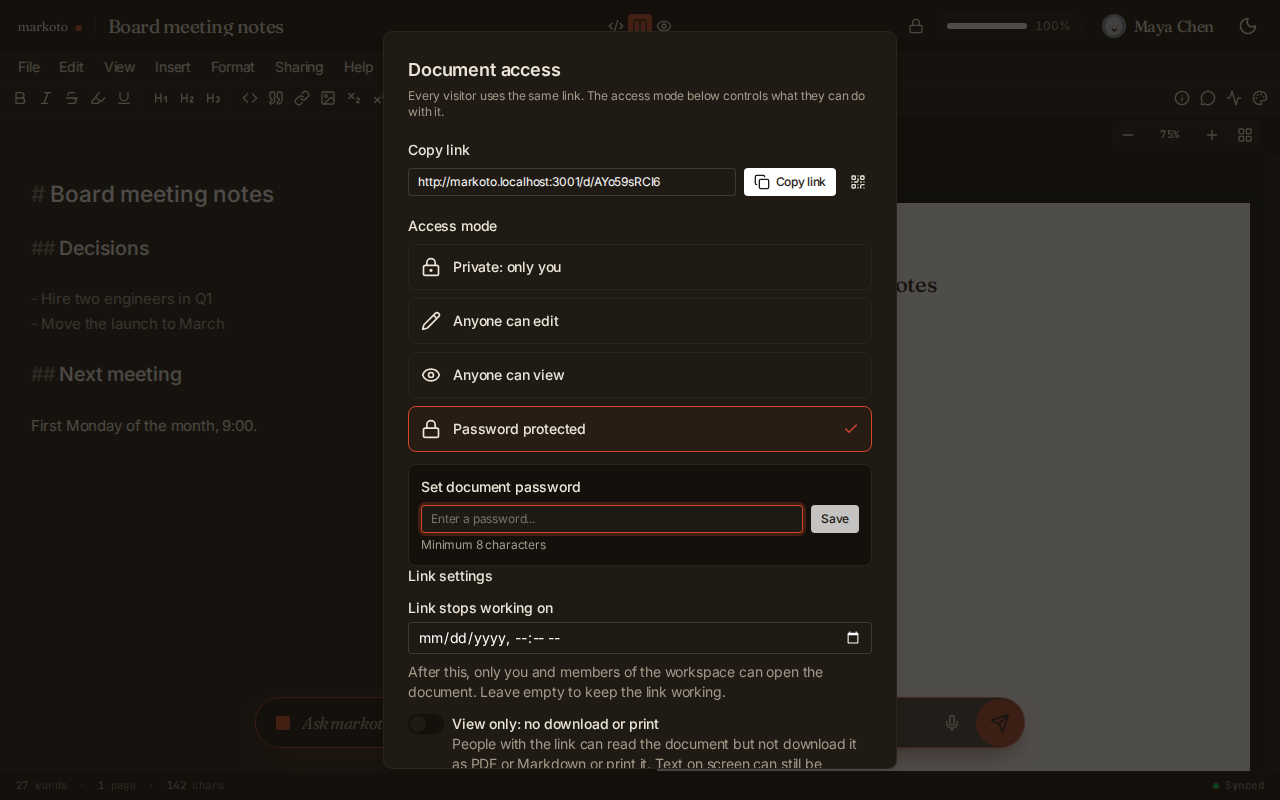 markoto
Board meeting notes
100%
Maya Chen
File Edit View Insert Format Sharing Help
H1 H2 H3
75%
# Board meeting notes
## Decisions
- Hire two engineers in Q1
- Move the launch to March
## Next meeting
First Monday of the month, 9:00.
Document access
Every visitor uses the same link. The access mode below controls what they can do
with it.
Copy link
http://markoto.localhost:3001/d/AYo59sRCl6
Copy link
Access mode
Private: only you
Anyone can edit
Anyone can view
Password protected
Set document password
Enter a password...
Save
Minimum 8 characters
Link settings
Link stops working on
mm/dd/yyyy, --:-- --
After this, only you and members of the workspace can open the
document. Leave empty to keep the link working.
View only: no download or print
People with the link can read the document but not download it
as PDF or Markdown or print it. Text on screen can still be
otes
Ask markot
27 words · 1 page · 142 chars
Synced